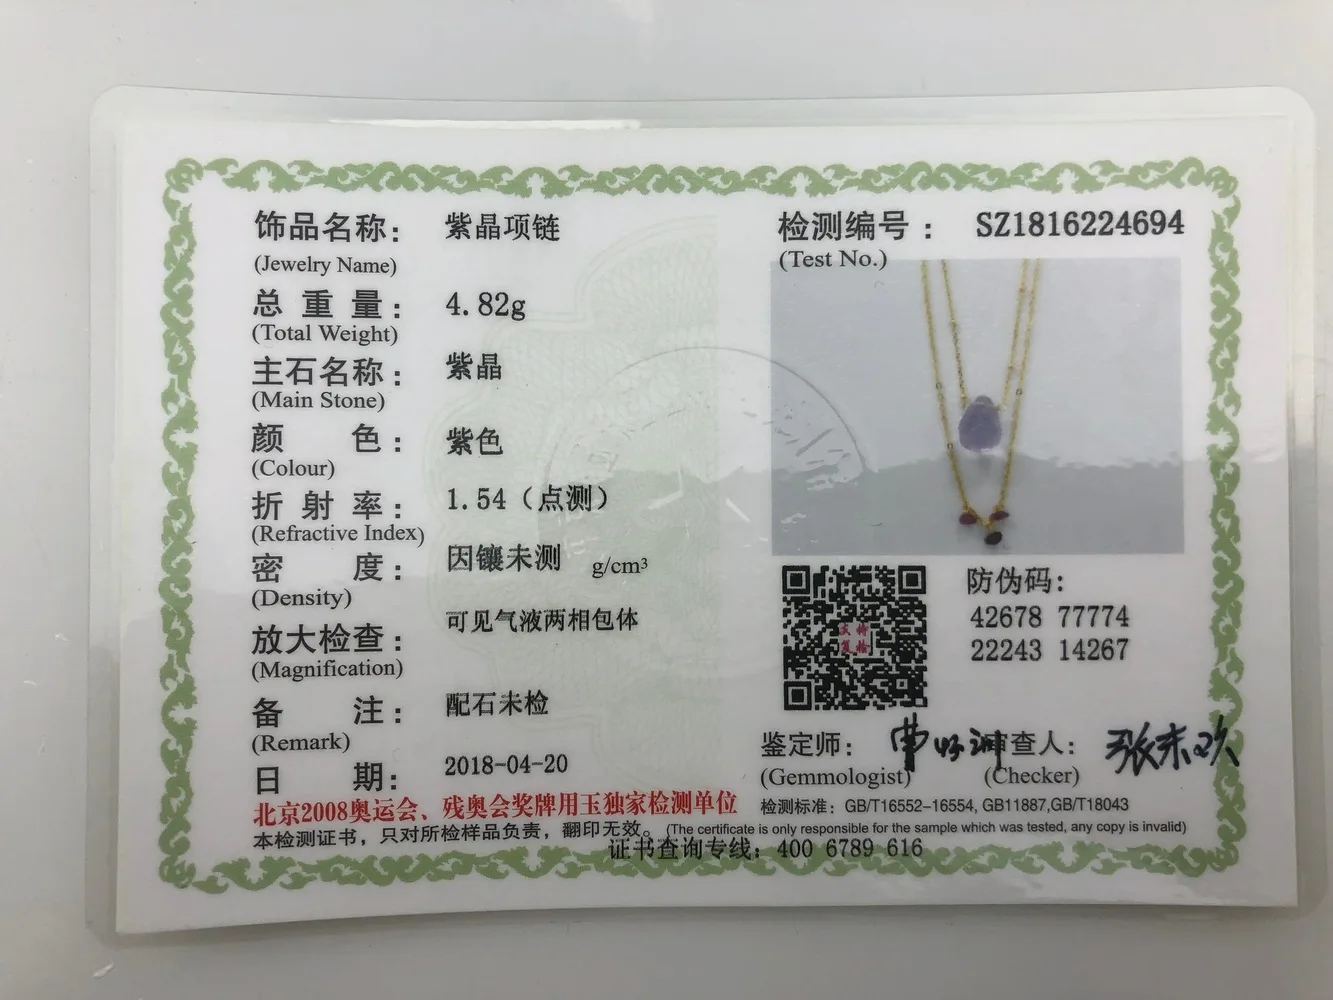 饰品名称： 紫晶项链
(Jewelry Name)
检测编号： SZ1816224694
(Test No.)
总重量： 4.82g
(Total Weight)
主石名称： 紫晶
(Main Stone)
颜色： 紫色
(Colour)
折射率： 1.54（点测）
(Refractive Index)
密度： 因镶未测 g/cm³
(Density)
放大检查： 可见气液两相包体
(Magnification)
备注： 配石未检
(Remark)
日期： 2018-04-20
防伪码：
42678 77774
22243 14267
鉴定师： 审查人：
(Gemmologist) (Checker)
北京2008奥运会、残奥会奖牌用玉独家检测单位
检测标准：GB/T16552-16554, GB11887,GB/T18043
本检测证书，只对所检样品负责，翻印无效。(The certificate is only responsible for the sample which was tested, any copy is invalid)
证书查询专线：400 6789 616